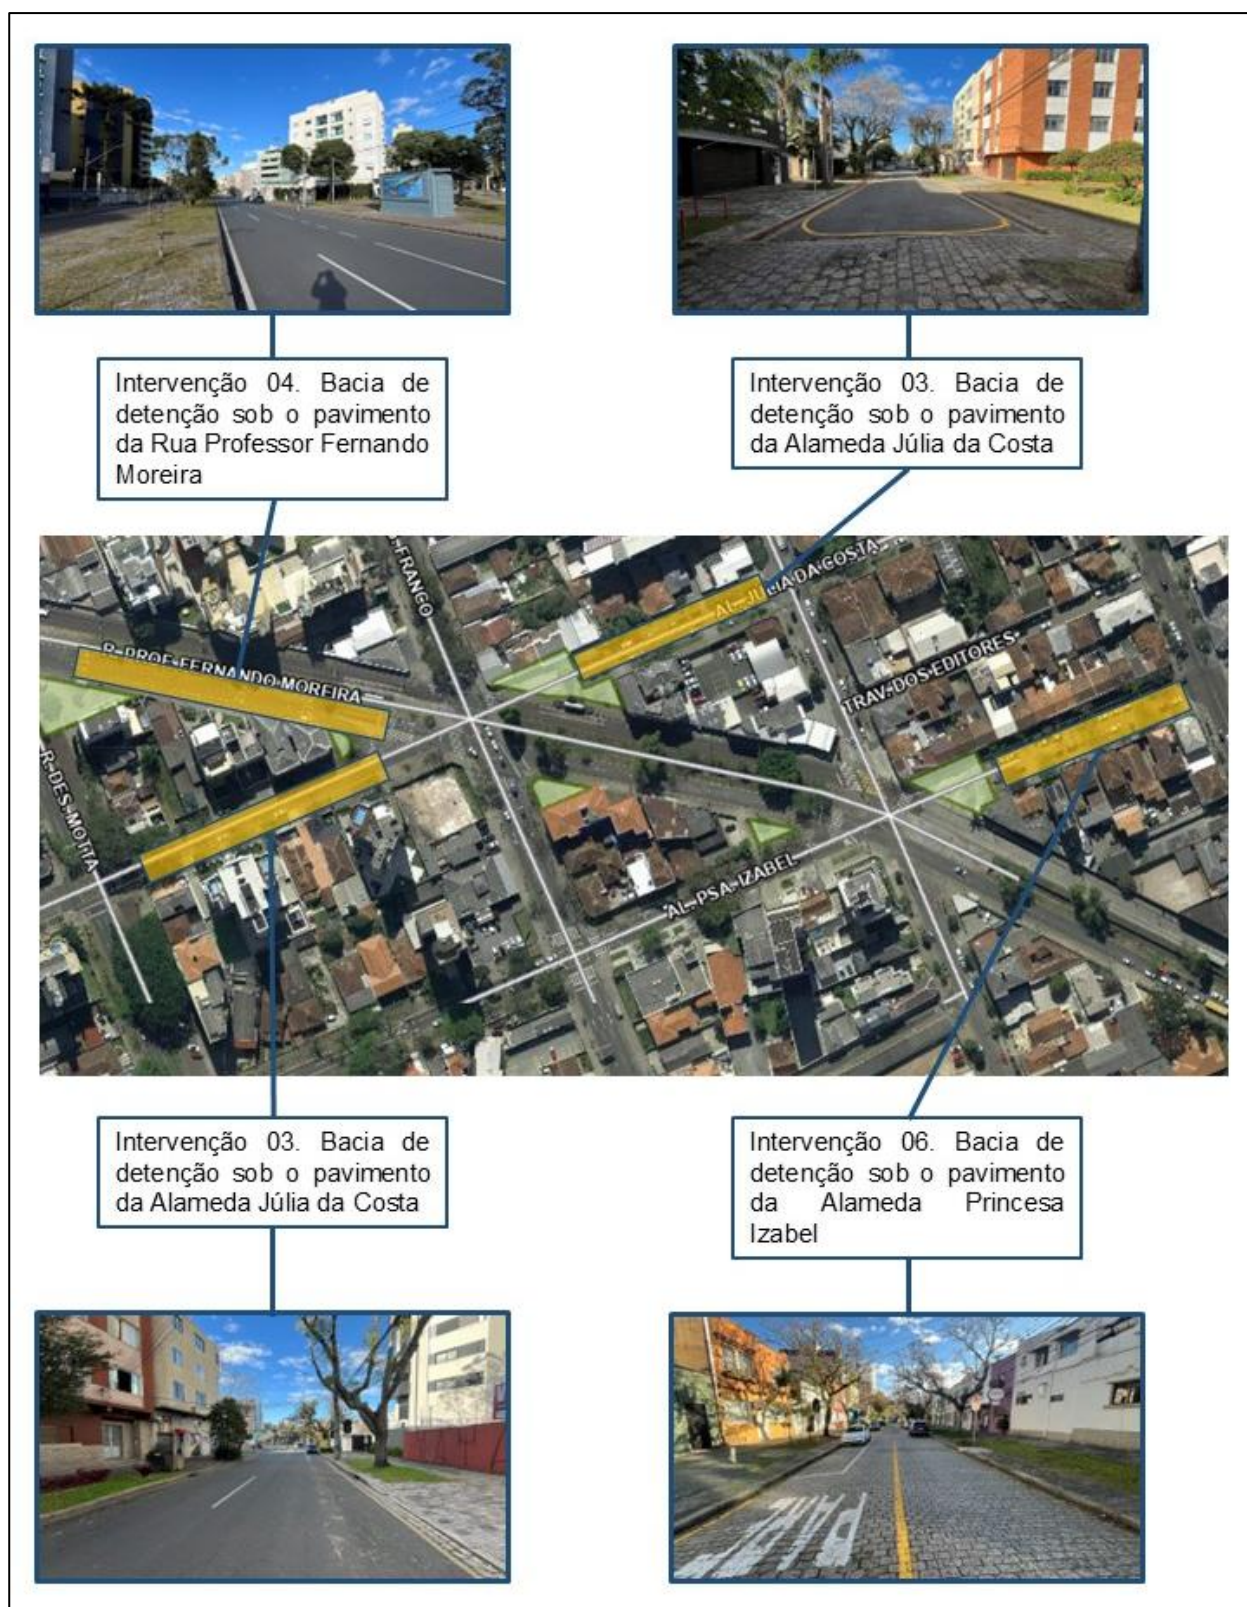 Intervenção 04. Bacia de
detenção sob o pavimento
da Rua Professor Fernando
Moreira
Intervenção 03. Bacia de
detenção sob o pavimento
da Alameda Júlia da Costa
FRANCO
AL. JÚLIA DA COSTA
R. PROF. FERNANDO MOREIRA
TRAV. DOS EDITORES
R. DES. MOTTA
AL. PSA. IZABEL
Intervenção 03. Bacia de
detenção sob o pavimento
da Alameda Júlia da Costa
Intervenção 06. Bacia de
detenção sob o pavimento
da Alameda Princesa
Izabel
PARE